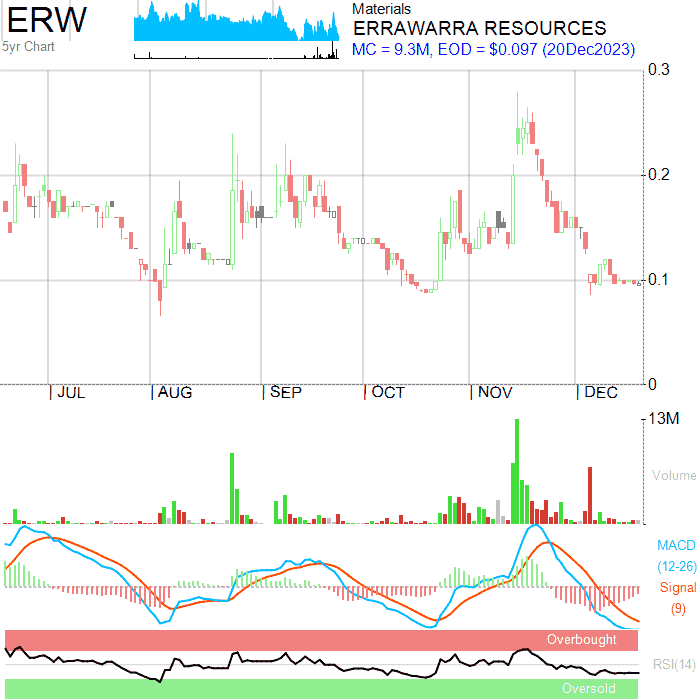 ERW
5yr Chart
Materials
ERRAWARRA RESOURCES
MC = 9.3M, EOD = $0.097 (20Dec2023)
0.3
0.2
0.1
0
JUL AUG SEP OCT NOV DEC
13M
Volume
MACD
(12-26)
Signal
(9)
Overbought
RSI(14)
Oversold